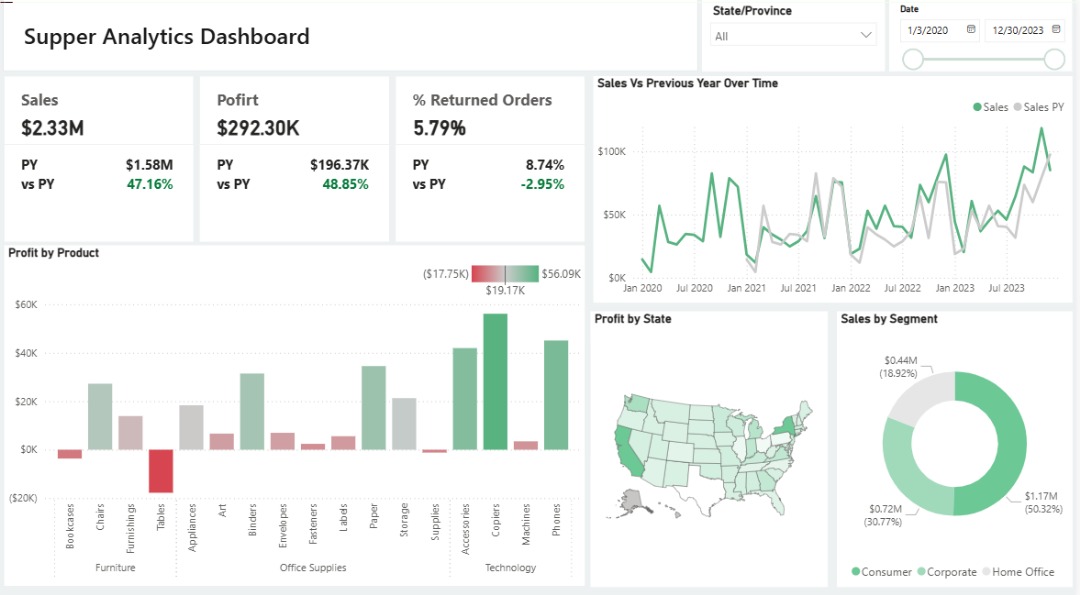 Supper Analytics Dashboard
State/Province
All
Date
1/3/2020
12/30/2023
Sales
$2.33M
PY $1.58M
vs PY 47.16%
Pofirt
$292.30K
PY $196.37K
vs PY 48.85%
% Returned Orders
5.79%
PY 8.74%
vs PY -2.95%
Sales Vs Previous Year Over Time
Sales Sales PY
$100K
$50K
$0K
Jan 2020 Jul 2020 Jan 2021 Jul 2021 Jan 2022 Jul 2022 Jan 2023 Jul 2023
Profit by Product
($17.75K) $56.09K
$19.17K
$60K
$40K
$20K
$0K
($20K)
Bookcases
Chairs
Furnishings
Tables
Appliances
Art
Binders
Envelopes
Fasteners
Labels
Paper
Storage
Supplies
Accessories
Copiers
Machines
Phones
Furniture Office Supplies Technology
Profit by State
Sales by Segment
$0.44M
(18.92%)
$1.17M
(50.32%)
$0.72M
(30.77%)
Consumer Corporate Home Office